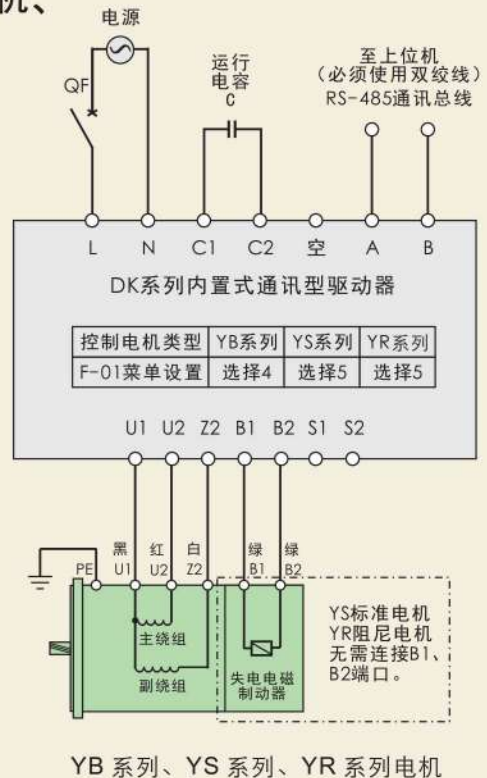 机、
电源
QF
运行
电容
C
至上位机
（必须使用双绞线）
RS-485通讯总线
L N C1 C2 空 A B
DK系列内置式通讯型驱动器
控制电机类型 YB系列 YS系列 YR系列
F-01菜单设置 选择4 选择5 选择5
U1 U2 Z2 B1 B2 S1 S2
黑 红 白 绿 绿
PE U1 U2 Z2 B1 B2
主绕组
副绕组
失电电磁
制动器
YS标准电机
YR阻尼电机
无需连接B1、
B2端口。
YB 系列、YS 系列、YR 系列电机